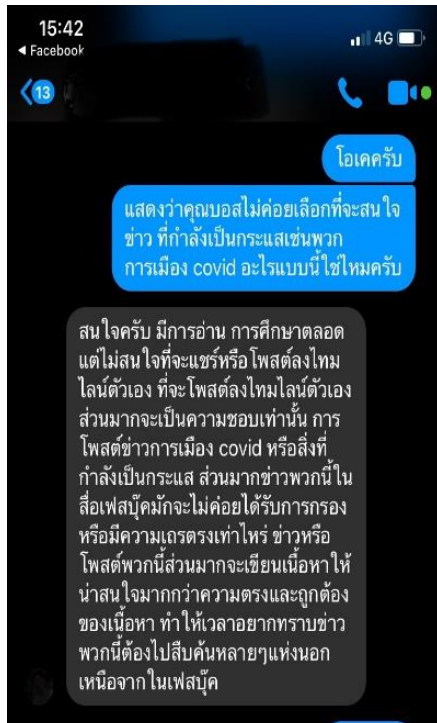 15:42
4G
Facebook
13
โอเคครับ
แสดงว่าคุณบอสไม่ค่อยเลือกที่จะสนใจ
ข่าว ที่กำลังเป็นกระแสเช่นพวก
การเมือง covid อะไรแบบนี้ใช่ไหมครับ
สนใจครับ มีการอ่าน การศึกษาตลอด
แต่ไม่สนใจที่จะแชร์หรือโพสต์ลงไทม
ไลน์ตัวเอง ที่จะโพสต์ลงไทมไลน์ตัวเอง
ส่วนมากจะเป็นความชอบเท่านั้น การ
โพสต์ข่าวการเมือง covid หรือสิ่งที่
กำลังเป็นกระแส ส่วนมากข่าวพวกนี้ใน
สื่อเฟสบุ๊คมักจะไม่ค่อยได้รับการกรอง
หรือมีความเถรตรงเท่าไหร่ ข่าวหรือ
โพสต์พวกนี้ส่วนมากจะเขียนเนื้อหาให้
น่าสนใจมากกว่าความตรงและถูกต้อง
ของเนื้อหา ทำให้เวลาอยากทราบข่าว
พวกนี้ต้องไปสืบค้นหลายๆแห่งนอก
เหนือจากในเฟสบุ๊ค